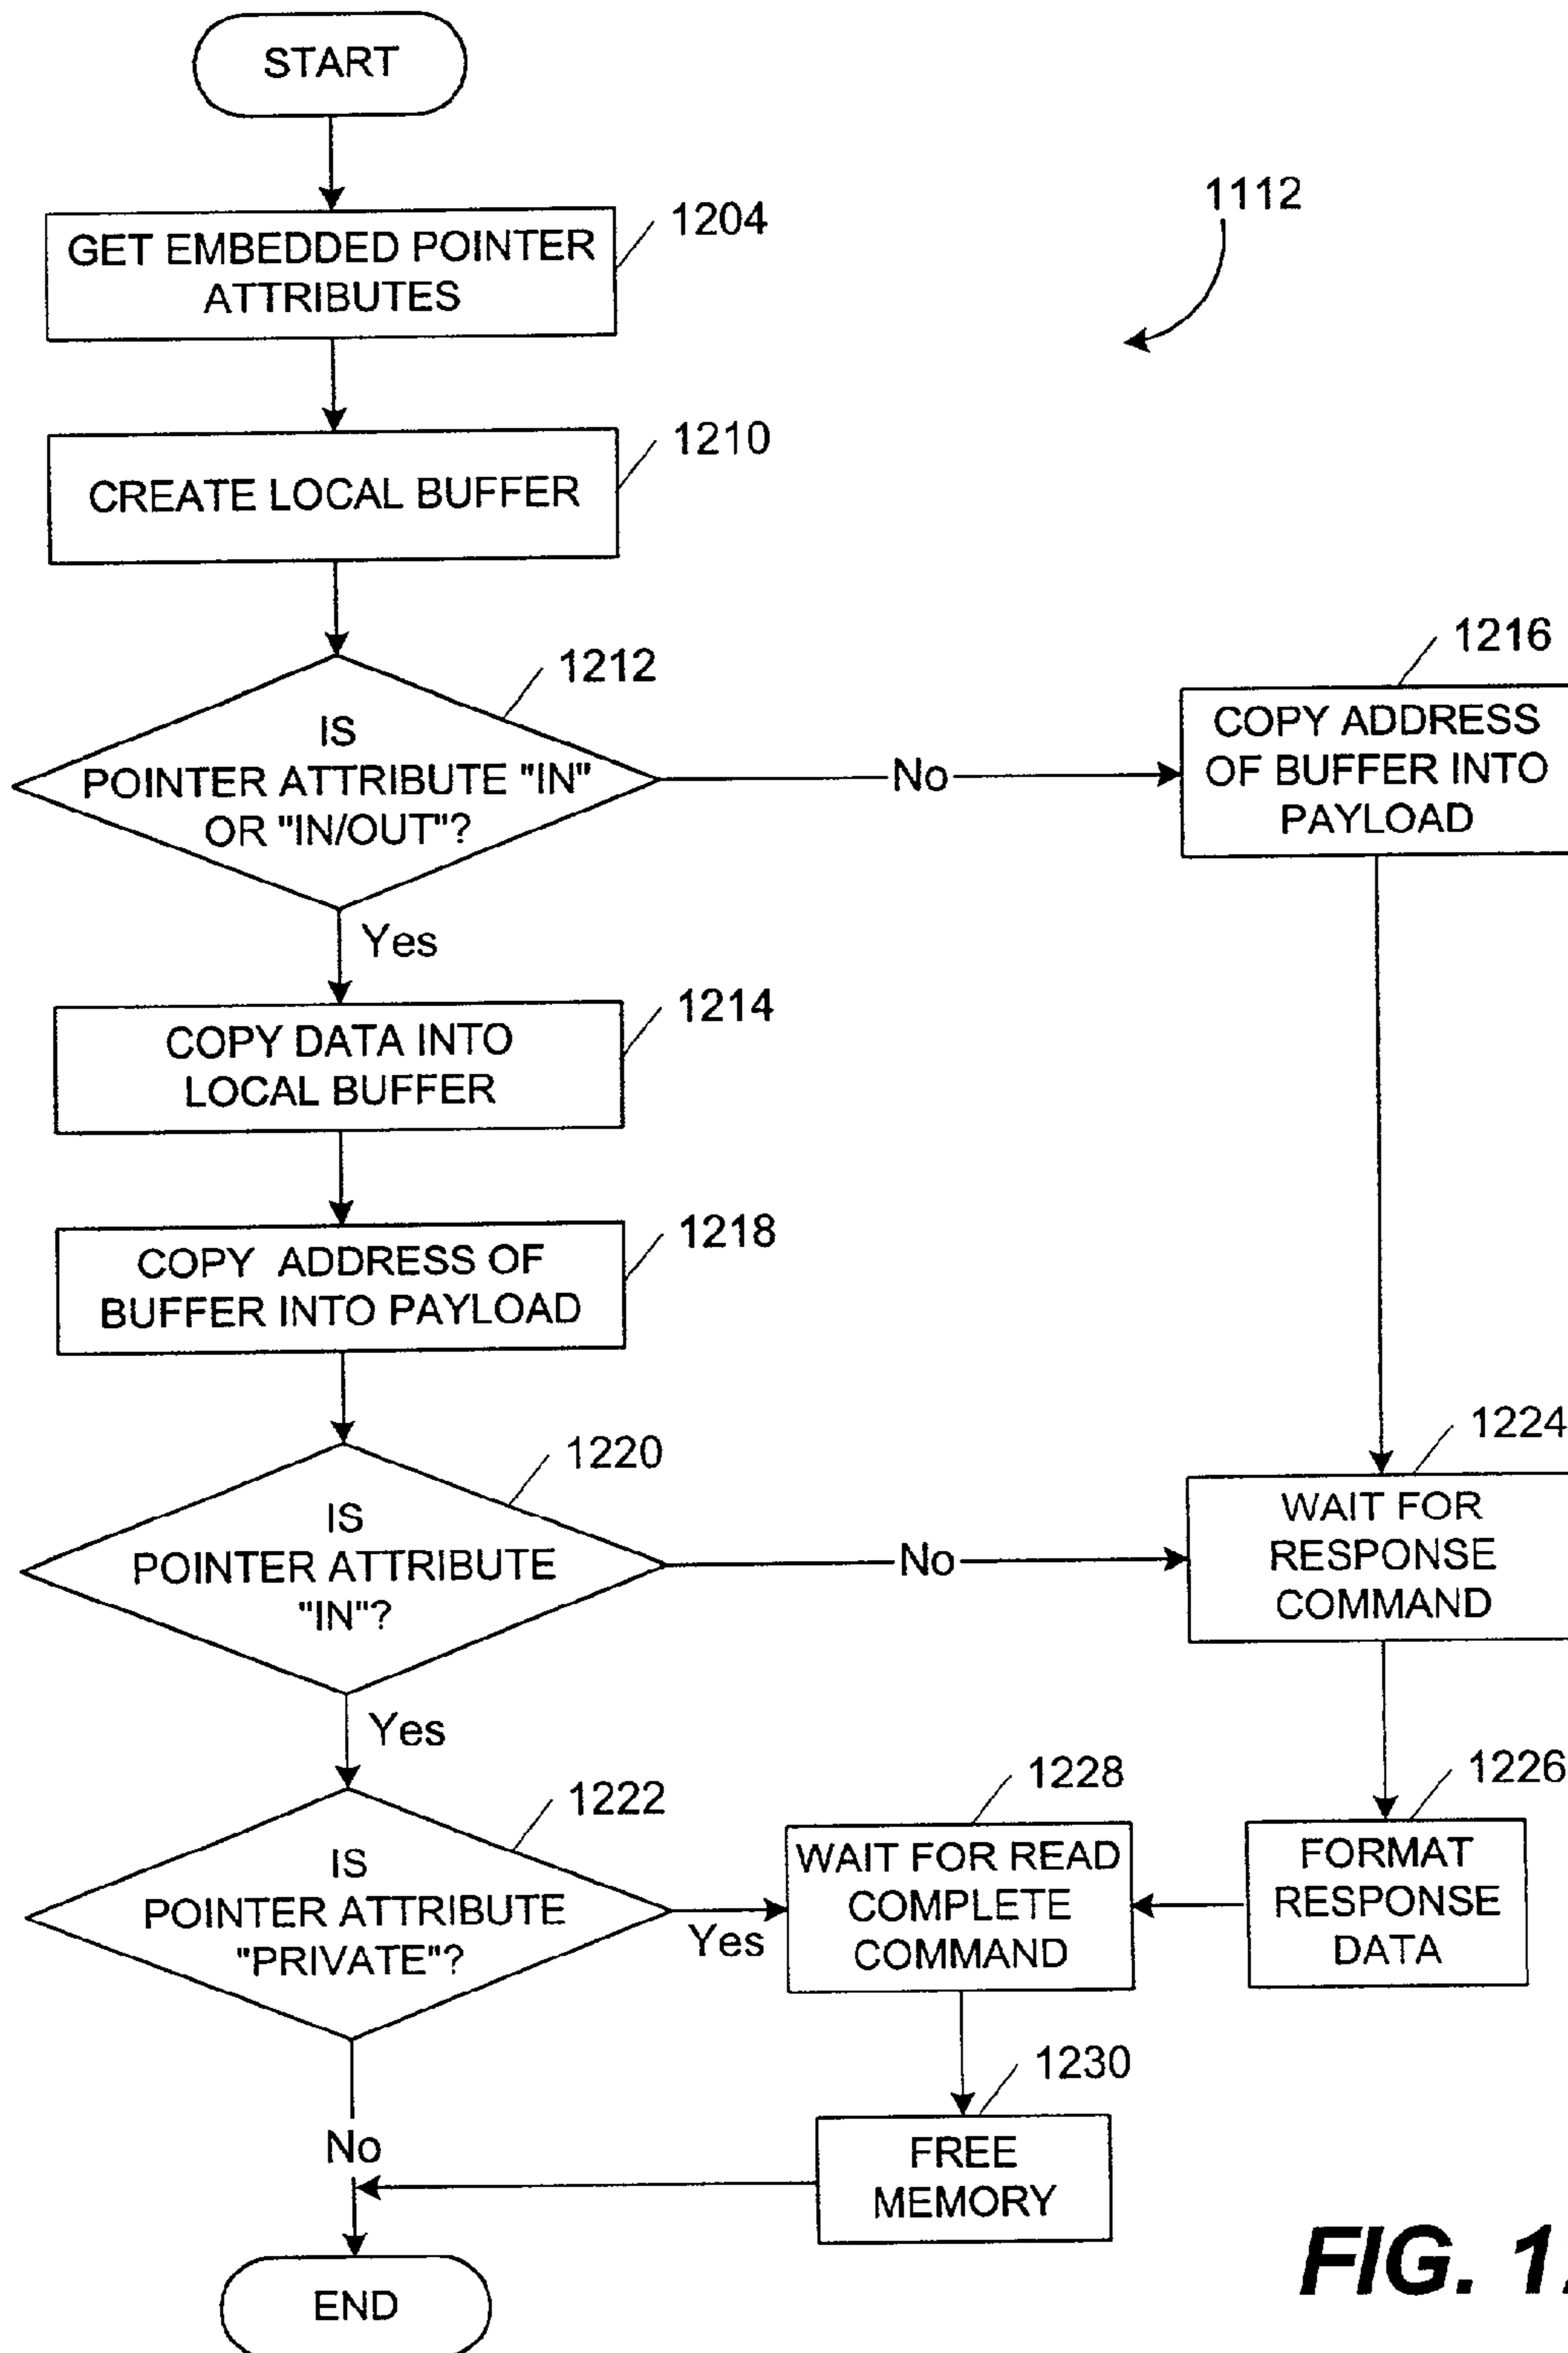 START
1112
1204
GET EMBEDDED POINTER
ATTRIBUTES
1210
CREATE LOCAL BUFFER
1212
IS
POINTER ATTRIBUTE "IN"
OR "IN/OUT"?
No
1216
COPY ADDRESS
OF BUFFER INTO
PAYLOAD
Yes
1214
COPY DATA INTO
LOCAL BUFFER
1218
COPY ADDRESS OF
BUFFER INTO PAYLOAD
1220
IS
POINTER ATTRIBUTE
"IN"?
No
1224
WAIT FOR
RESPONSE
COMMAND
Yes
1222
IS
POINTER ATTRIBUTE
"PRIVATE"?
Yes
1228
WAIT FOR READ
COMPLETE
COMMAND
1226
FORMAT
RESPONSE
DATA
No
1230
FREE
MEMORY
END
FIG.